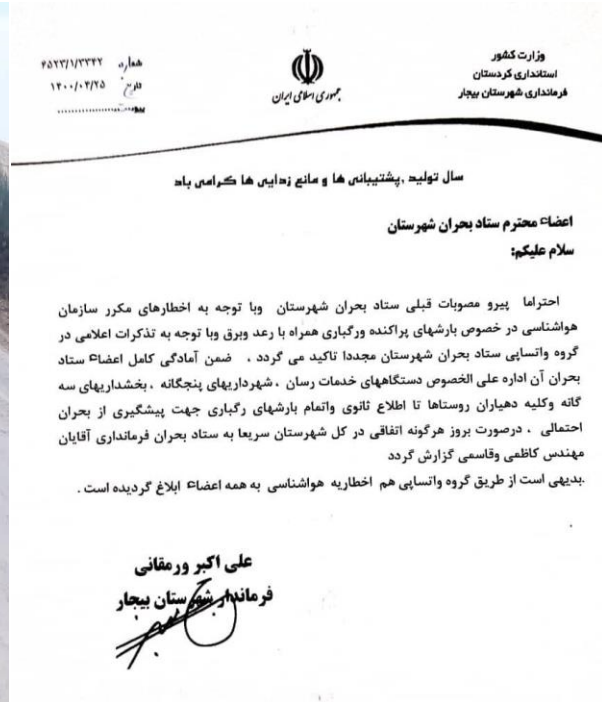 وزارت کشور
استانداری کردستان
فرمانداری شهرستان بیجار
جمهوری اسلامی ایران
شماره ۴۵۲۳/۱/۳۳۴۲
تاریخ ۱۴۰۰/۰۴/۲۵
سال تولید ,پشتیبانی ها و مانع زدایی ها گرامی باد
اعضاء محترم ستاد بحران شهرستان
سلام علیکم:
احتراما پیرو مصوبات قبلی ستاد بحران شهرستان وبا توجه به اخطارهای مکرر سازمان
هواشناسی در خصوص بارشهای پراکنده ورگباری همراه با رعد وبرق وبا توجه به تذکرات اعلامی در
گروه واتساپی ستاد بحران شهرستان مجددا تاکید می گردد ، ضمن آمادگی کامل اعضاء ستاد
بحران آن اداره علی الخصوص دستگاههای خدمات رسان ، شهرداریهای پنجگانه ، بخشداریهای سه
گانه وکلیه دهیاران روستاها تا اطلاع ثانوی واتمام بارشهای رگباری جهت پیشگیری از بحران
احتمالی ، درصورت بروز هرگونه اتفاقی در کل شهرستان سریعا به ستاد بحران فرمانداری آقایان
مهندس کاظمی وقاسمی گزارش گردد
.بدیهی است از طریق گروه واتساپی هم اخطاریه هواشناسی به همه اعضاء ابلاغ گردیده است .
علی اکبر ورمقانی
فرماندار شهرستان بیجار